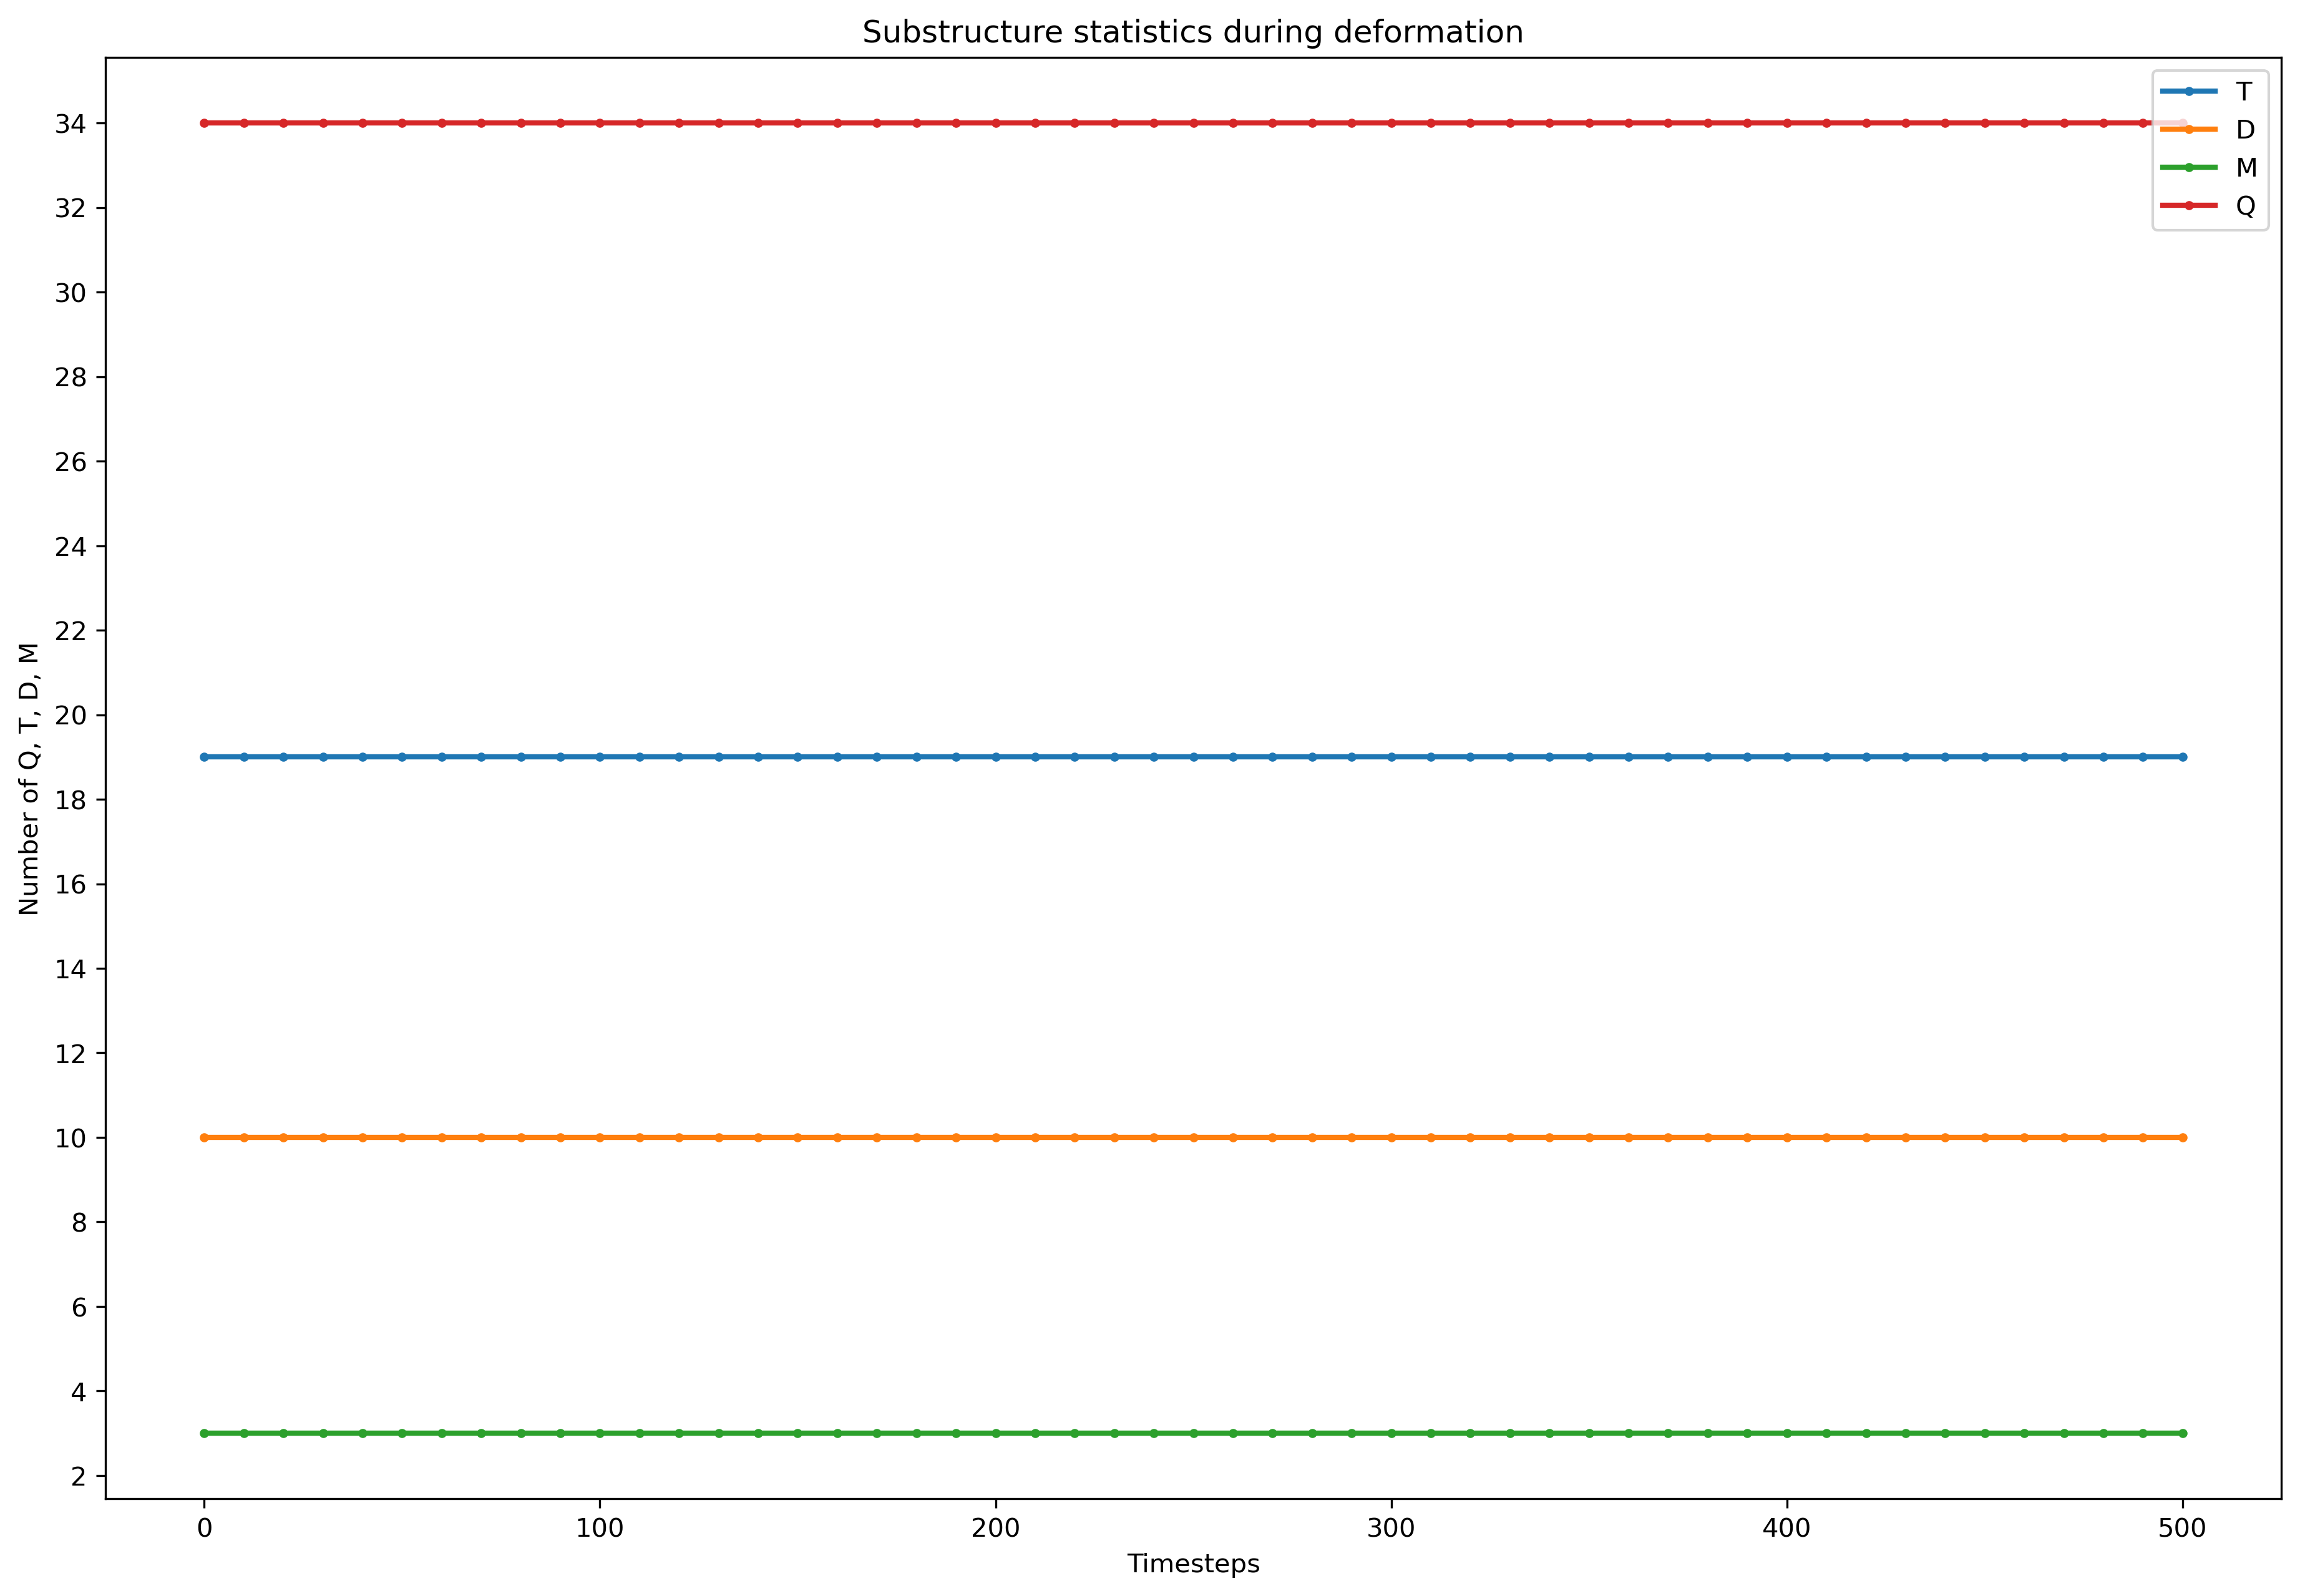 Substructure statistics during deformation
T
D
M
Q
34
32
30
28
26
24
22
20
18
16
14
12
10
8
6
4
2
Number of Q, T, D, M
0 100 200 300 400 500
Timesteps